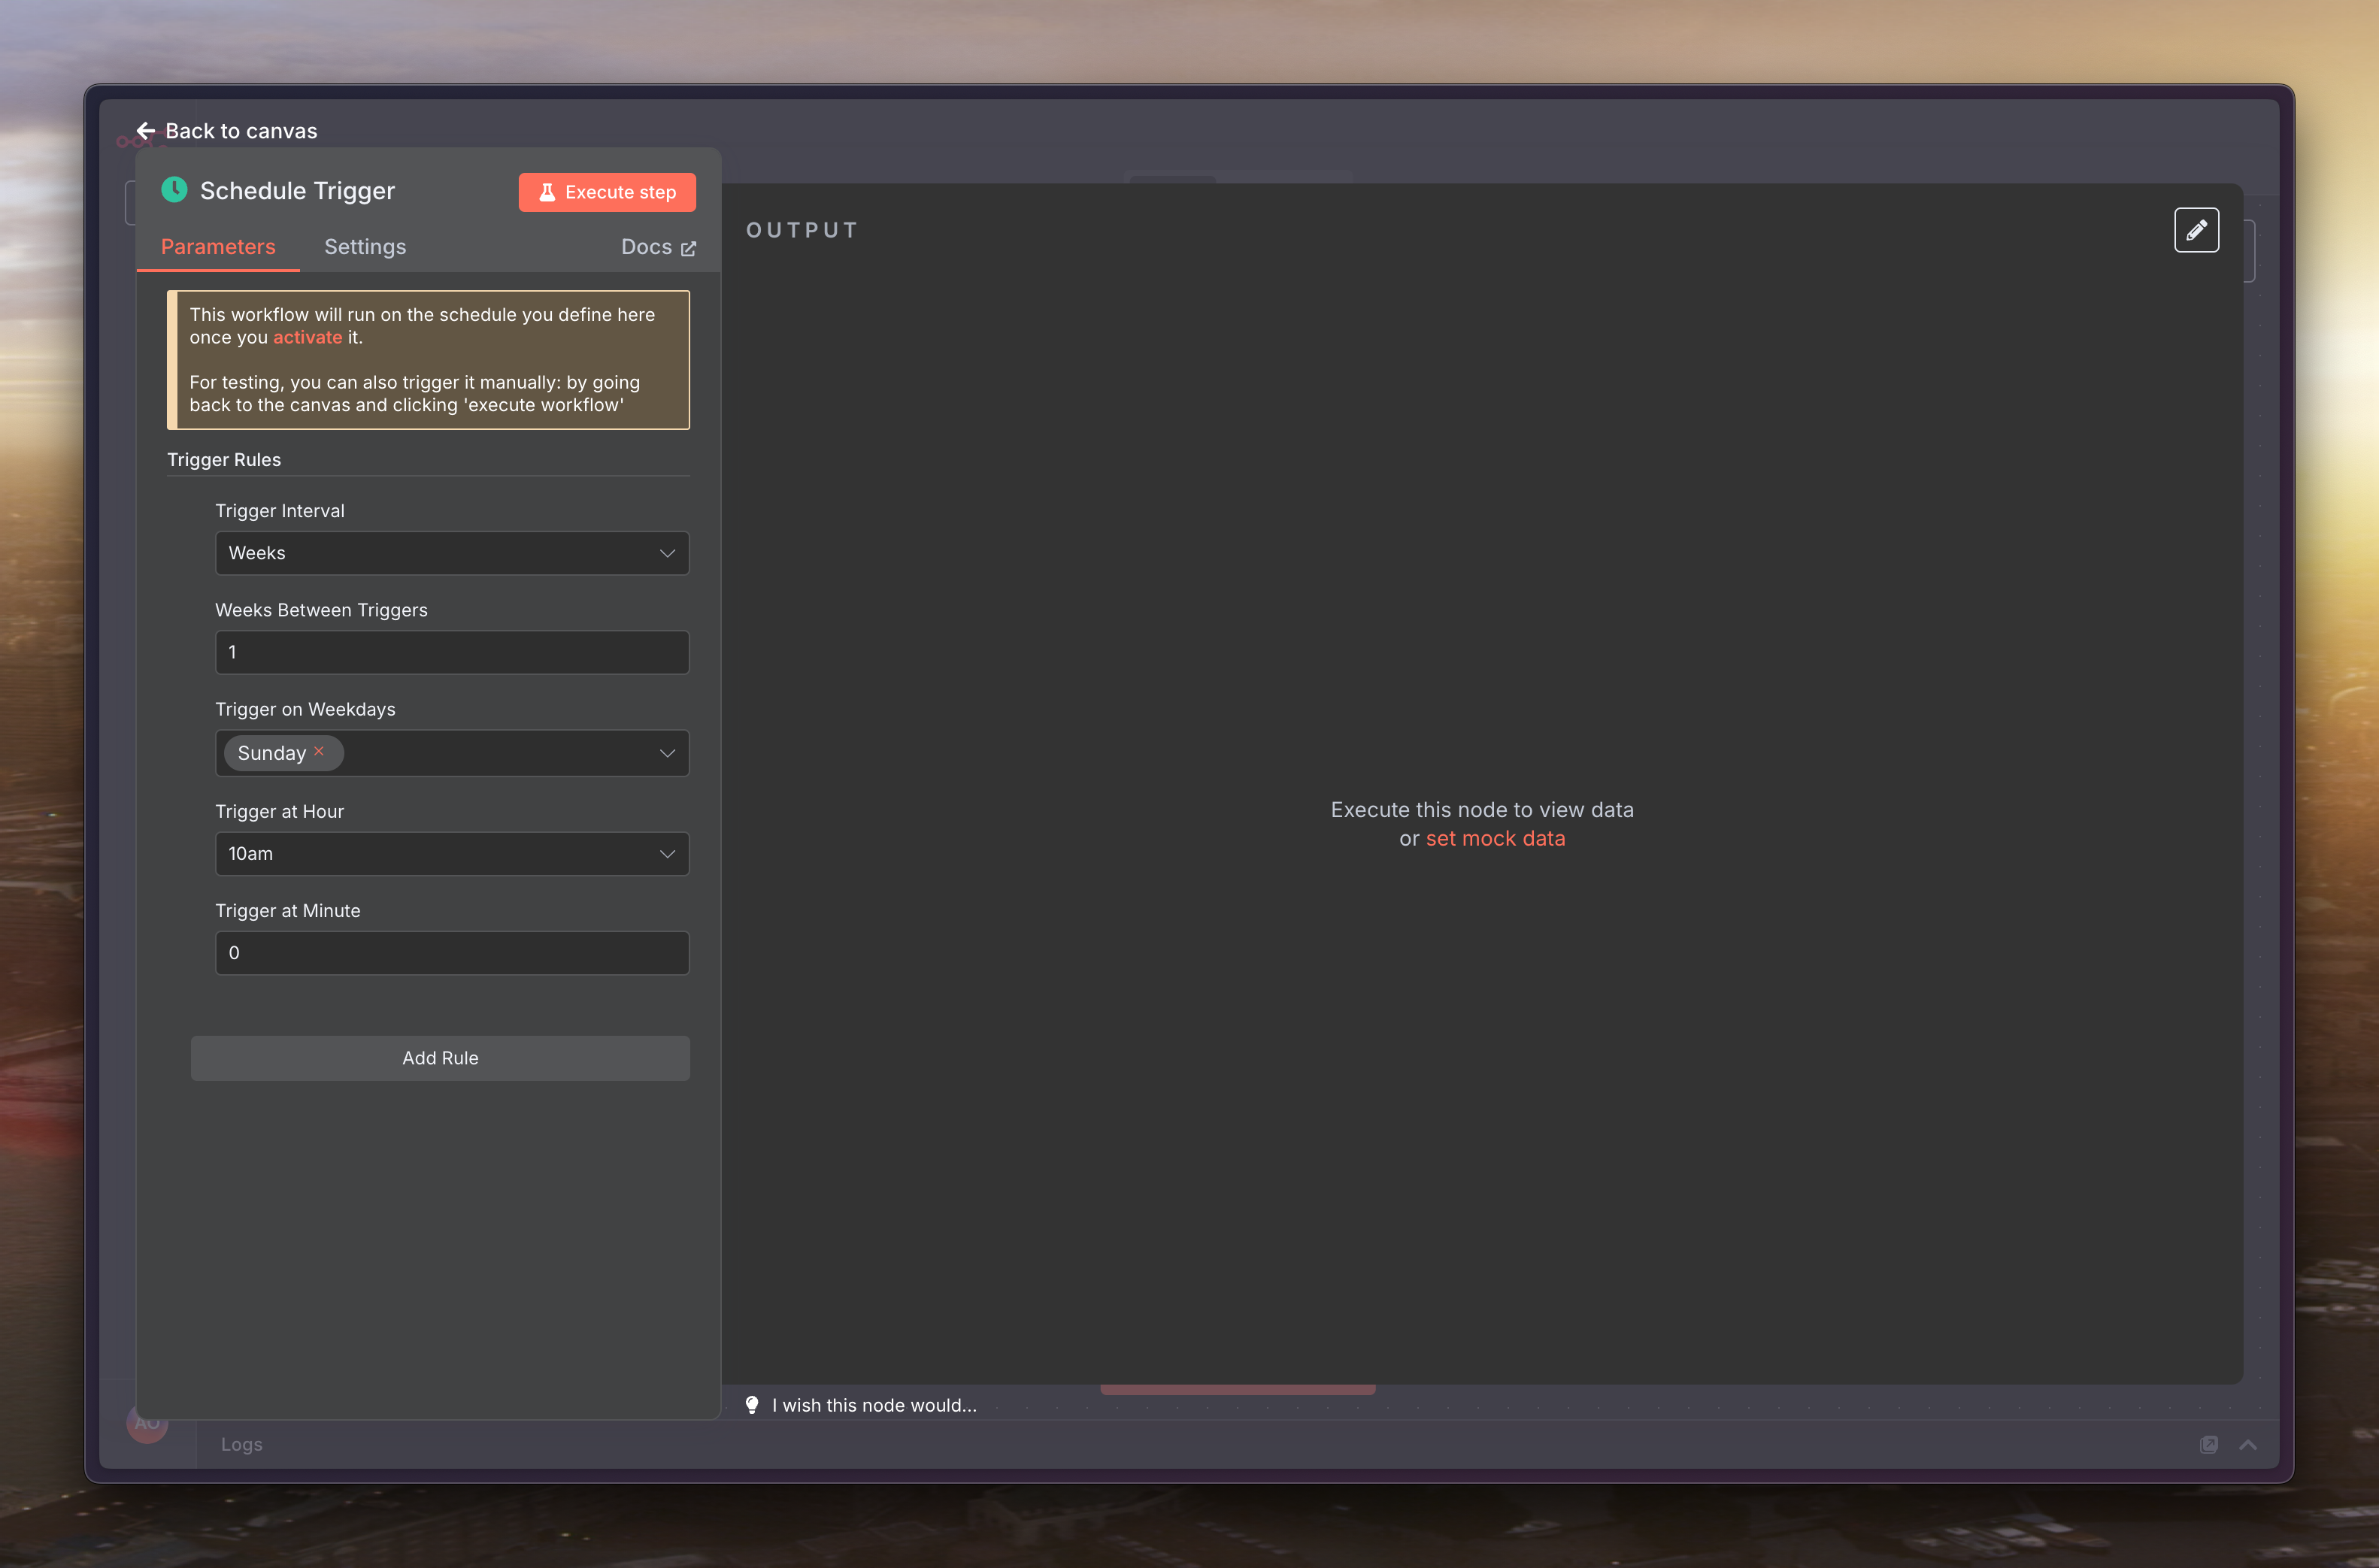 Back to canvas
Schedule Trigger
Execute step
Parameters
Settings
Docs
This workflow will run on the schedule you define here
once you activate it.
For testing, you can also trigger it manually: by going
back to the canvas and clicking 'execute workflow'
Trigger Rules
Trigger Interval
Weeks
Weeks Between Triggers
1
Trigger on Weekdays
Sunday
Trigger at Hour
10am
Trigger at Minute
0
Add Rule
OUTPUT
Execute this node to view data
or set mock data
I wish this node would...
AO
Logs